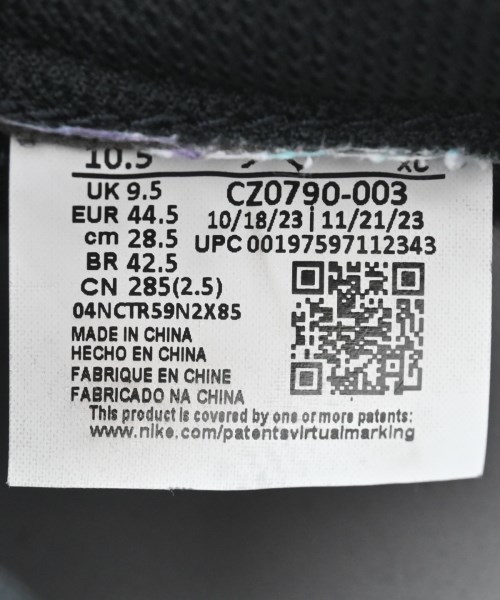 10.5 XC
UK 9.5 CZ0790-003
EUR 44.5 10/18/23 | 11/21/23
cm 28.5 UPC 00197597112343
BR 42.5
CN 285(2.5)
04NCTR59N2X85
MADE IN CHINA
HECHO EN CHINA
FABRIQUE EN CHINE
FABRICADO NA CHINA
This product is covered by one or more patents:
www.nike.com/patentsvirtualmarking